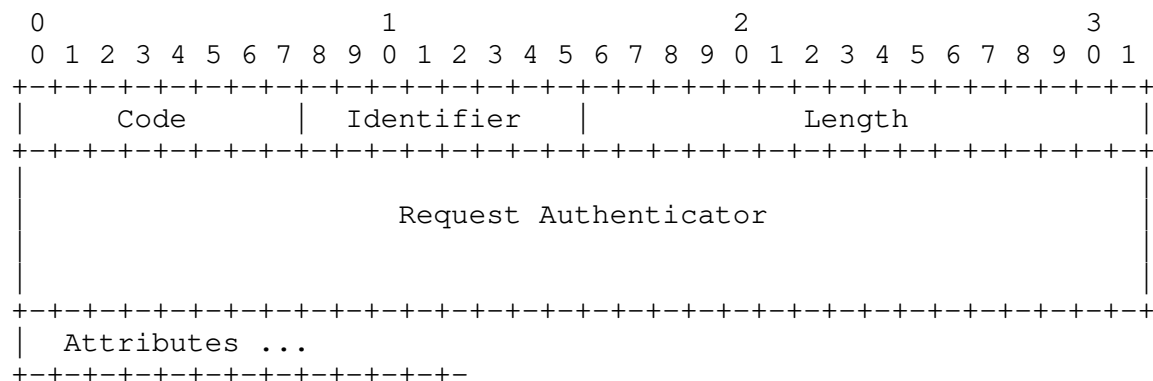 0                   1                   2                   3
 0 1 2 3 4 5 6 7 8 9 0 1 2 3 4 5 6 7 8 9 0 1 2 3 4 5 6 7 8 9 0 1
+-+-+-+-+-+-+-+-+-+-+-+-+-+-+-+-+-+-+-+-+-+-+-+-+-+-+-+-+-+-+-+-+
|     Code      |  Identifier   |            Length             |
+-+-+-+-+-+-+-+-+-+-+-+-+-+-+-+-+-+-+-+-+-+-+-+-+-+-+-+-+-+-+-+-+
|                                                               |
|                     Request Authenticator                     |
|                                                               |
|                                                               |
+-+-+-+-+-+-+-+-+-+-+-+-+-+-+-+-+-+-+-+-+-+-+-+-+-+-+-+-+-+-+-+-+
|  Attributes ...
+-+-+-+-+-+-+-+-+-+-+-+-+-